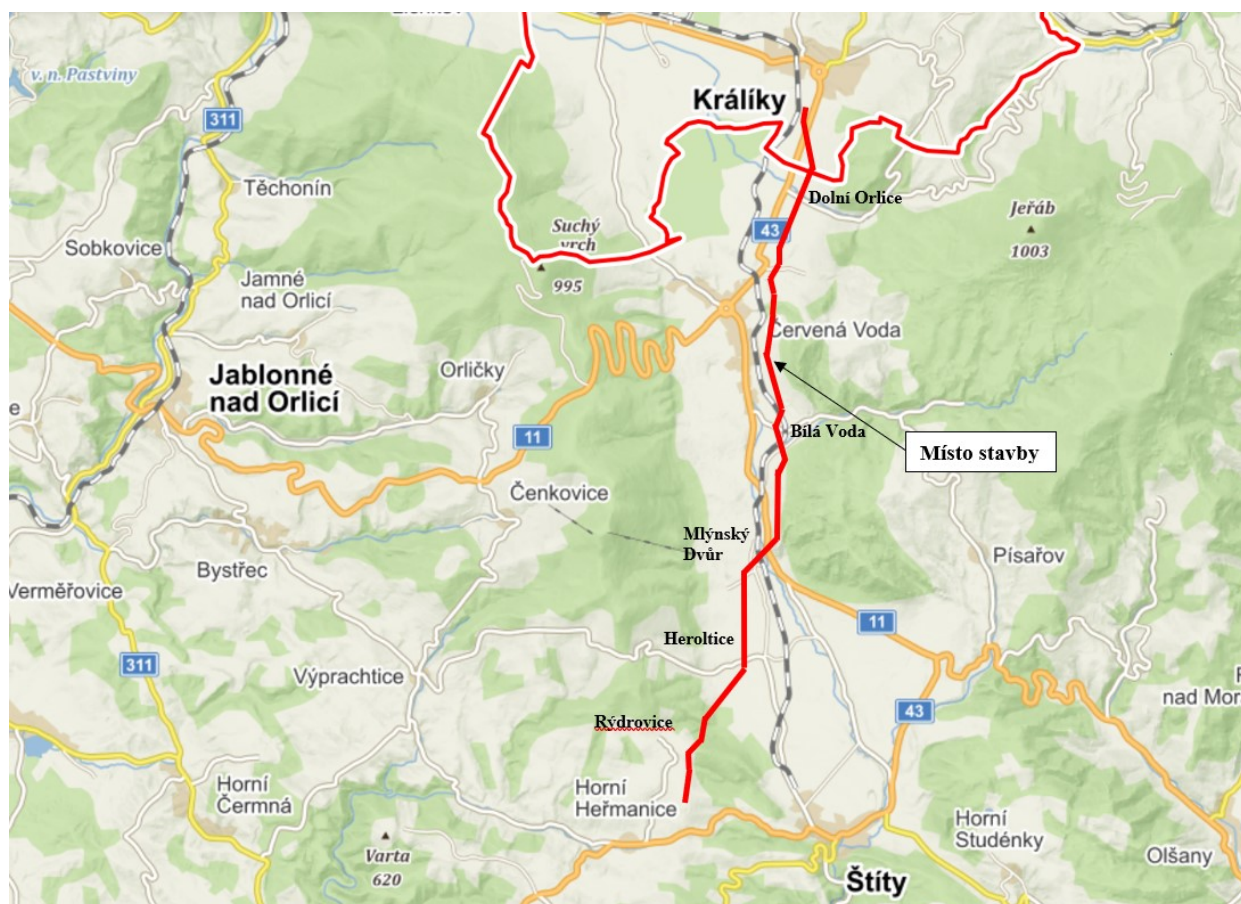 v. n. Pastviny
311
Králíky
Těchonín
Dolní Orlice
Suchý
vrch
995
Jeřáb
1003
43
Sobkovice
Jamné
nad Orlicí
Červená Voda
Orličky
Jablonné
nad Orlicí
11
Bílá Voda
Místo stavby
Čenkovice
Mlýnský
Dvůr
Písařov
Bystřec
Verměřovice
11
Heroltice
311
Výprachtice
nad Mor
43
Rýdrovice
Horní
Čermná
Horní
Heřmanice
Horní
Studénky
Varta
620
Olšany
Štíty